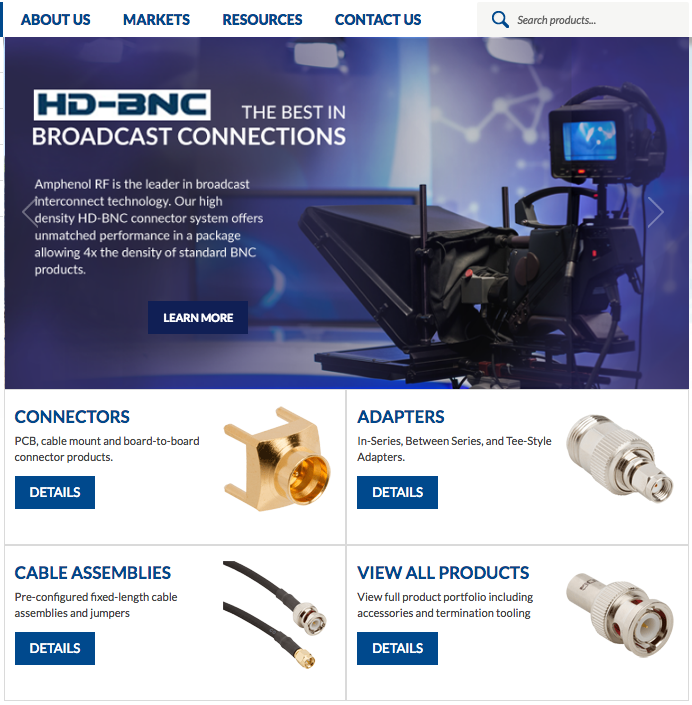 ABOUT US MARKETS RESOURCES CONTACT US Search products...
HD-BNC THE BEST IN
BROADCAST CONNECTIONS
Amphenol RF is the leader in broadcast
Interconnect technology. Our high
density HD-BNC connector system offers
unmatched performance in a package
allowing 4x the density of standard BNC
products.
LEARN MORE
CONNECTORS
PCB, cable mount and board-to-board
connector products.
DETAILS
ADAPTERS
In-Series, Between Series, and Tee-Style
Adapters.
DETAILS
CABLE ASSEMBLIES
Pre-configured fixed-length cable
assemblies and jumpers
DETAILS
VIEW ALL PRODUCTS
View full product portfolio including
accessories and termination tooling
DETAILS